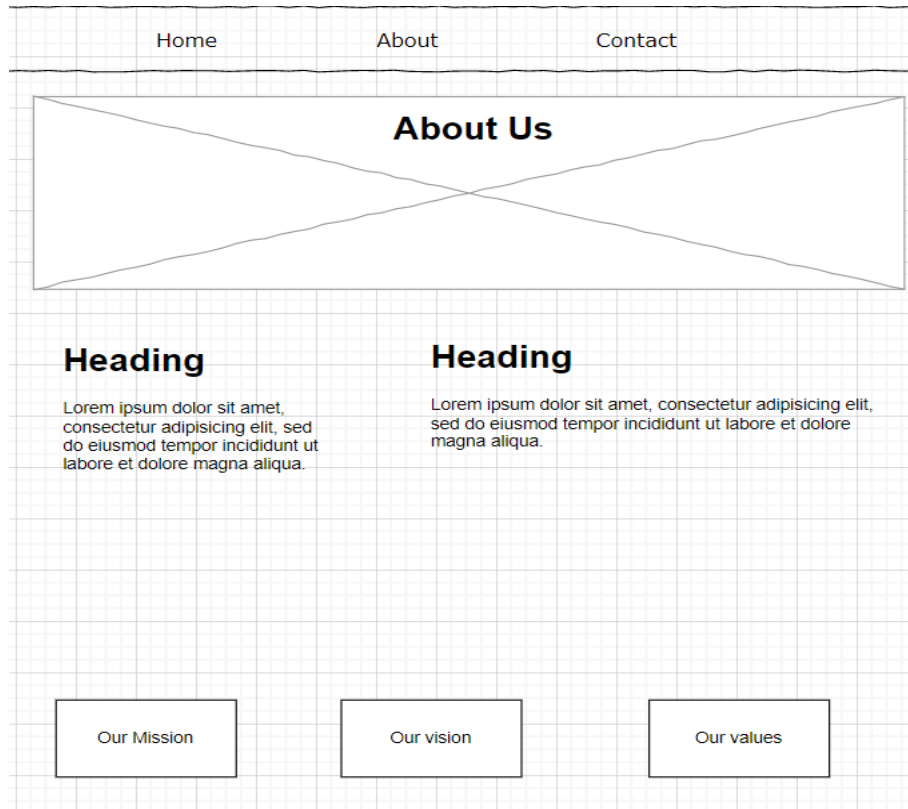 Home About Contact
About Us
Heading
Lorem ipsum dolor sit amet,
consectetur adipisicing elit, sed
do eiusmod tempor incididunt ut
labore et dolore magna aliqua.
Heading
Lorem ipsum dolor sit amet, consectetur adipisicing elit,
sed do eiusmod tempor incididunt ut labore et dolore
magna aliqua.
Our Mission Our vision Our values